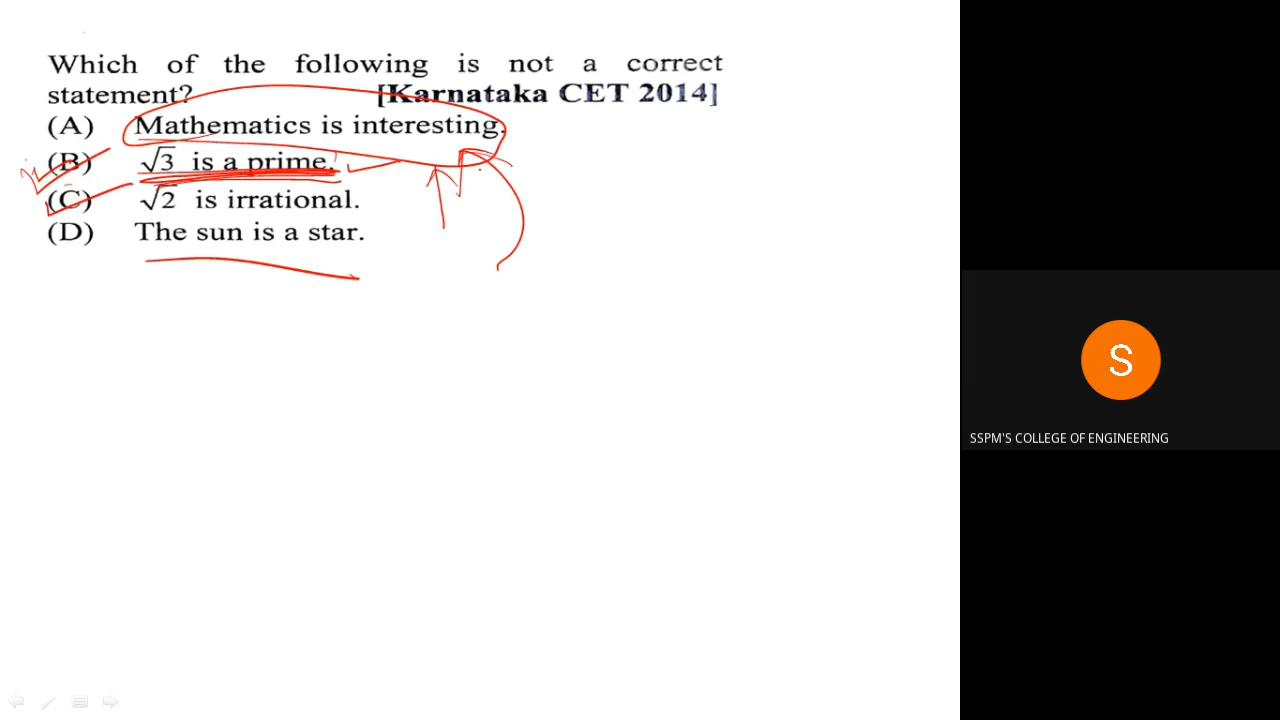 Which of the following is not a correct
statement? [Karnataka CET 2014]
(A) Mathematics is interesting.
(B) √3 is a prime.
(C) √2 is irrational.
(D) The sun is a star.
S
SSPM'S COLLEGE OF ENGINEERING